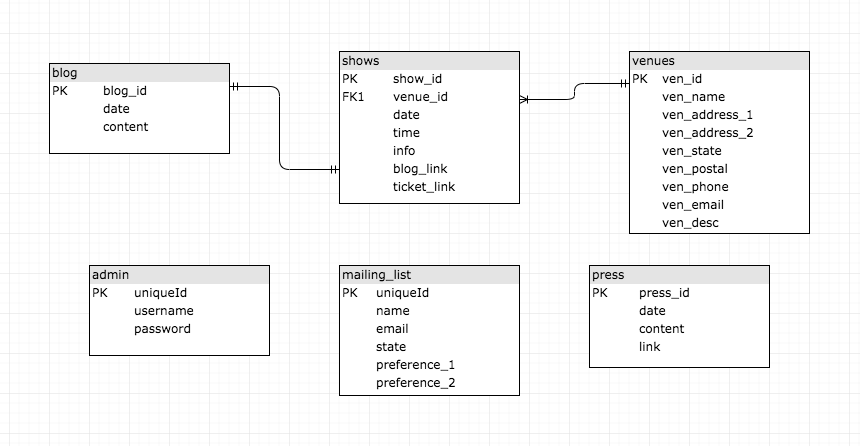 blog
PK blog_id
date
content
shows
PK show_id
FK1 venue_id
date
time
info
blog_link
ticket_link
venues
PK ven_id
ven_name
ven_address_1
ven_address_2
ven_state
ven_postal
ven_phone
ven_email
ven_desc
admin
PK uniqueId
username
password
mailing_list
PK uniqueId
name
email
state
preference_1
preference_2
press
PK press_id
date
content
link